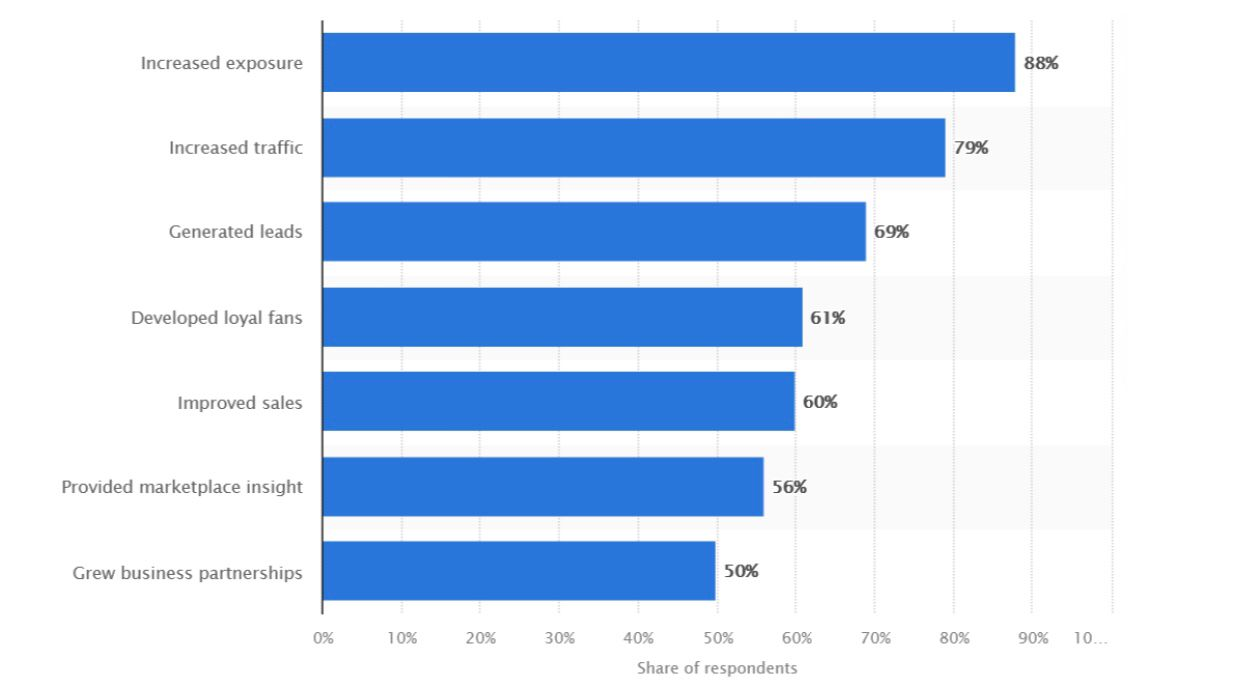 Increased exposure 88%
Increased traffic 79%
Generated leads 69%
Developed loyal fans 61%
Improved sales 60%
Provided marketplace insight 56%
Grew business partnerships 50%
0% 10% 20% 30% 40% 50% 60% 70% 80% 90% 10...
Share of respondents